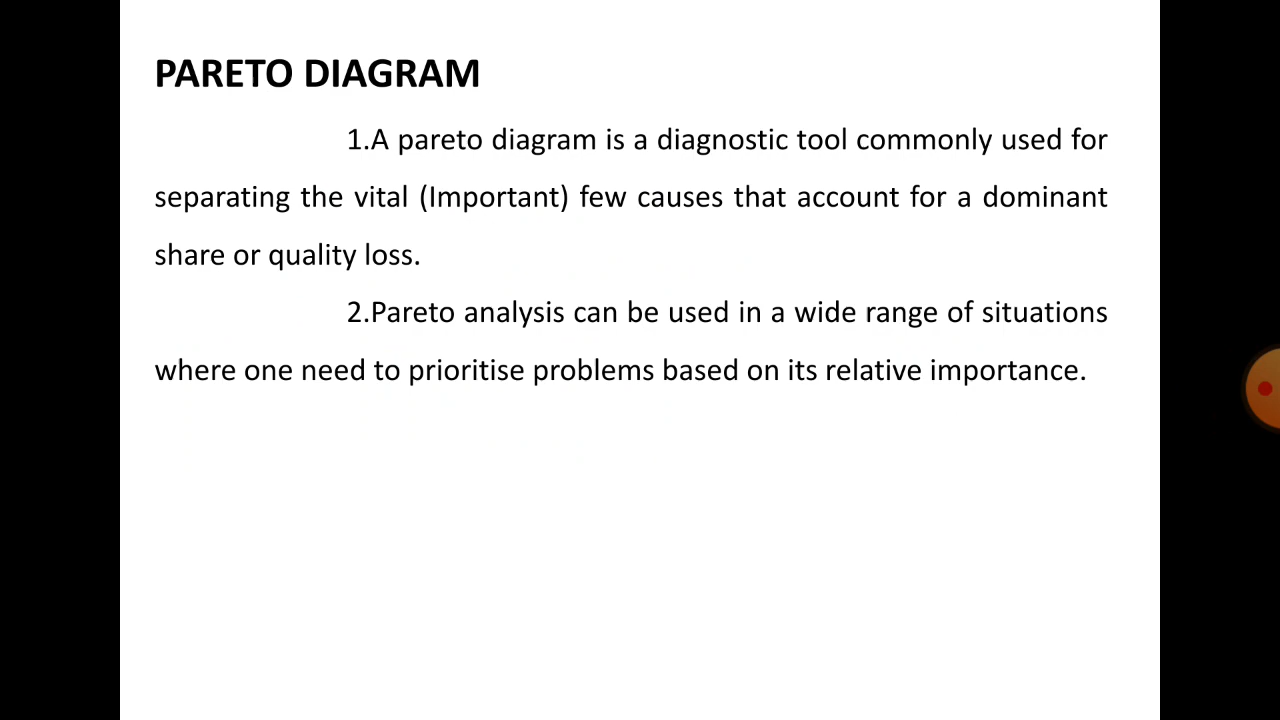 PARETO DIAGRAM
1.A pareto diagram is a diagnostic tool commonly used for
separating the vital (Important) few causes that account for a dominant
share or quality loss.
2.Pareto analysis can be used in a wide range of situations
where one need to prioritise problems based on its relative importance.